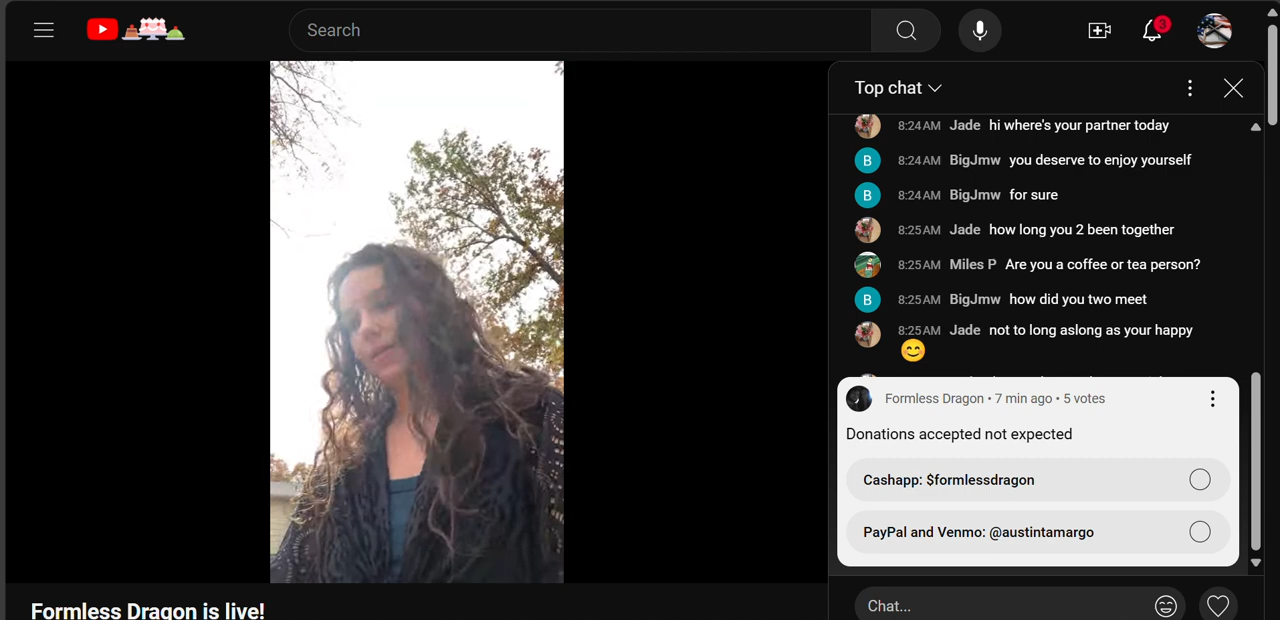 Search
3
Top chat
8:24 AM Jade hi where's your partner today
8:24 AM BigJmw you deserve to enjoy yourself
8:24 AM BigJmw for sure
8:25 AM Jade how long you 2 been together
8:25 AM Miles P Are you a coffee or tea person?
8:25 AM BigJmw how did you two meet
8:25 AM Jade not to long aslong as your happy
😊
Formless Dragon • 7 min ago • 5 votes
Donations accepted not expected
Cashapp: $formlessdragon
PayPal and Venmo: @austintamargo
Chat...
Formless Dragon is live!
B
B
B